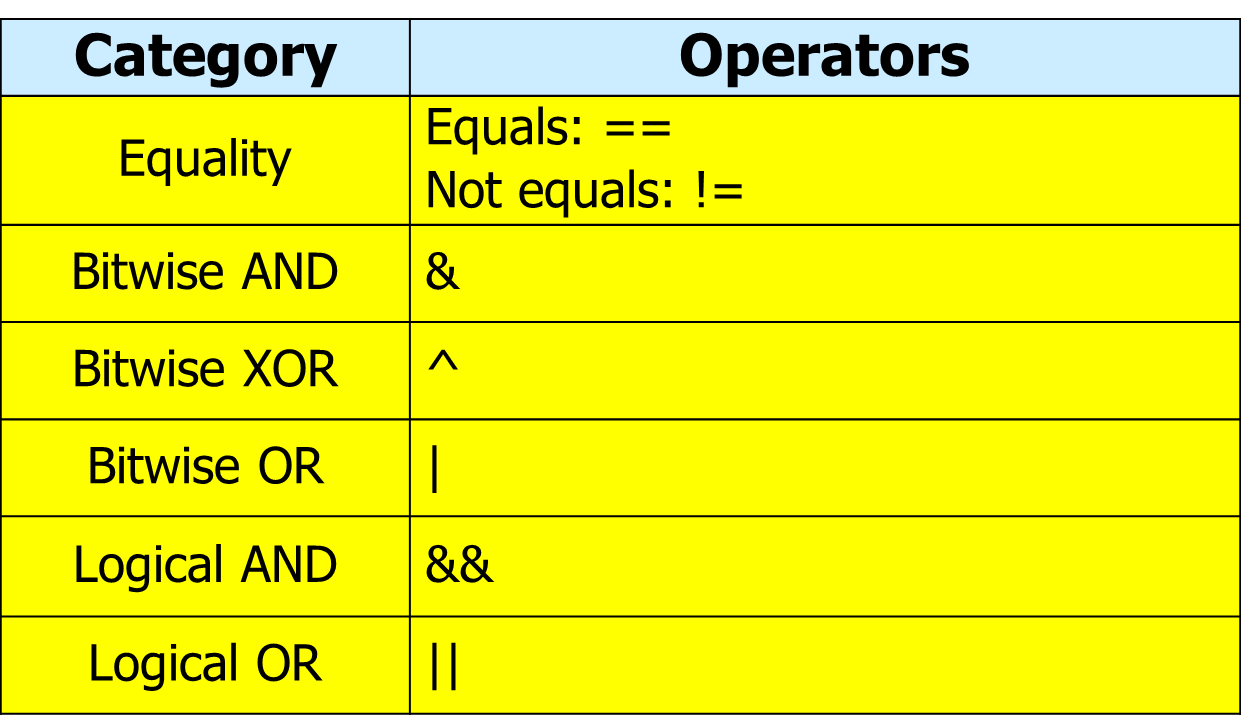 Category Operators
Equality
Equals: ==
Not equals: !=
Bitwise AND &
Bitwise XOR ^
Bitwise OR |
Logical AND &&
Logical OR ||